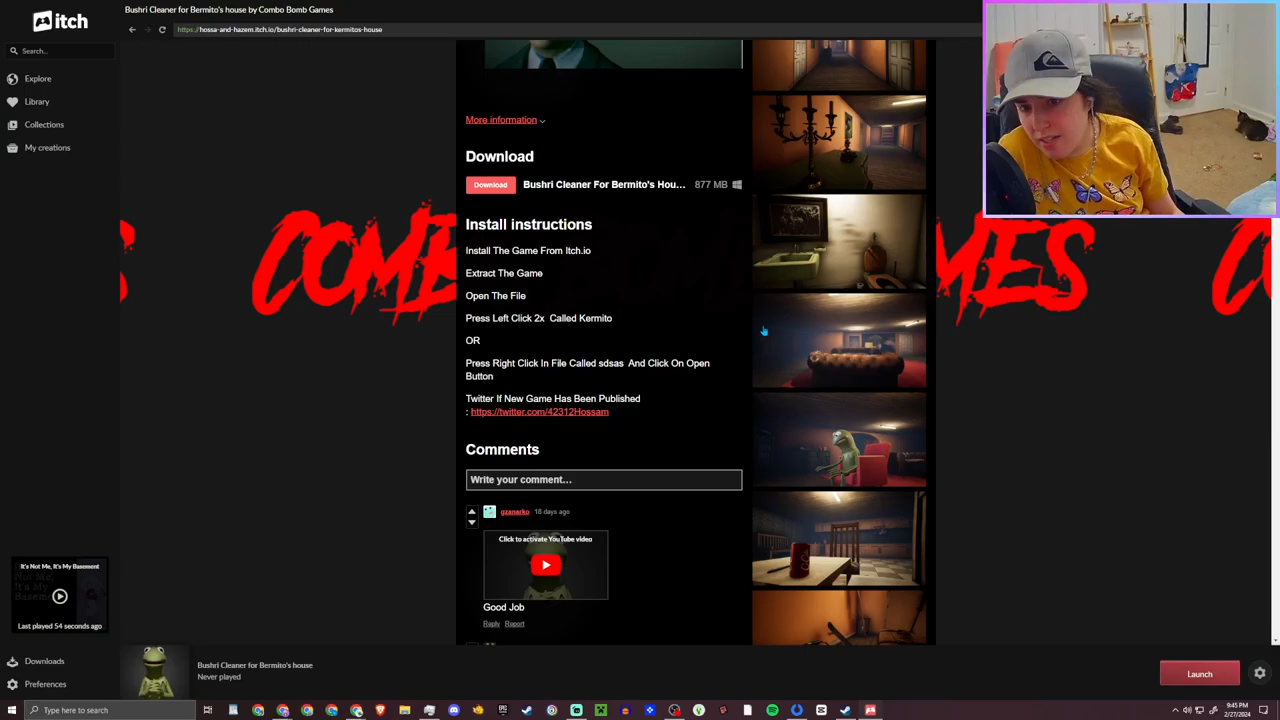 Bushri Cleaner for Bermito's house by Combo Bomb Games
itch
https://hossa-and-hazem.itch.io/bushri-cleaner-for-kermitos-house
Search...
Explore
Library
Collections
My creations
More information
Download
Download Bushri Cleaner For Bermito's Hou... 877 MB
Install instructions
Install The Game From Itch.io
Extract The Game
Open The File
Press Left Click 2x Called Kermito
OR
Press Right Click In File Called sdsas And Click On Open
Button
Twitter If New Game Has Been Published
: https://twitter.com/42312Hossam
Comments
Write your comment...
gzanarko 18 days ago
Click to activate YouTube video
Good Job
Reply Report
It's Not Me, It's My Basement
Not Me,
It's My
Last played 54 seconds ago
Downloads
Preferences
Bushri Cleaner for Bermito's house
Never played
Launch
Type here to search
9:45 PM
2/27/2024